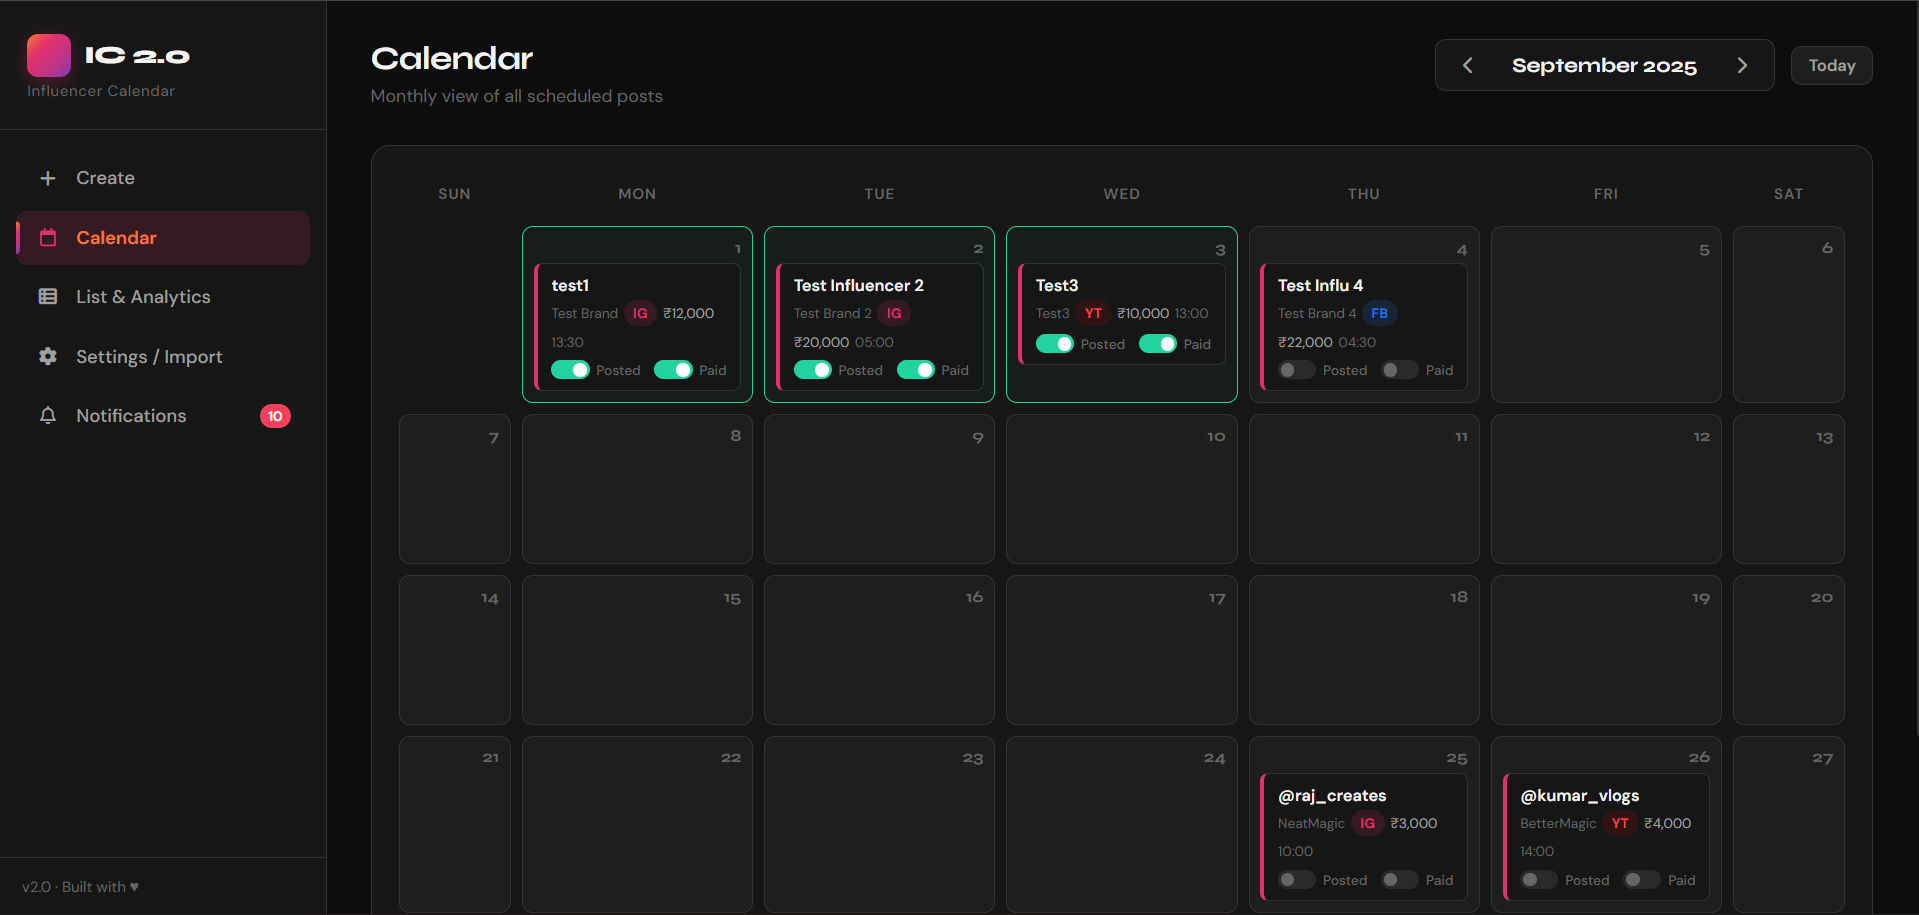 IC 2.0
Influencer Calendar
Create
Calendar
List & Analytics
Settings / Import
Notifications 10
v2.0 · Built with ♥
Calendar
Monthly view of all scheduled posts
September 2025
Today
SUN MON TUE WED THU FRI SAT
1
test1
Test Brand IG ₹12,000
13:30
Posted Paid
2
Test Influencer 2
Test Brand 2 IG
₹20,000 05:00
Posted Paid
3
Test3
Test3 YT ₹10,000 13:00
Posted Paid
4
Test Influ 4
Test Brand 4 FB
₹22,000 04:30
Posted Paid
5
6
7 8 9 10 11 12 13
14 15 16 17 18 19 20
21 22 23 24
25
@raj_creates
NeatMagic IG ₹3,000
10:00
Posted Paid
26
@kumar_vlogs
BetterMagic YT ₹4,000
14:00
Posted Paid
27